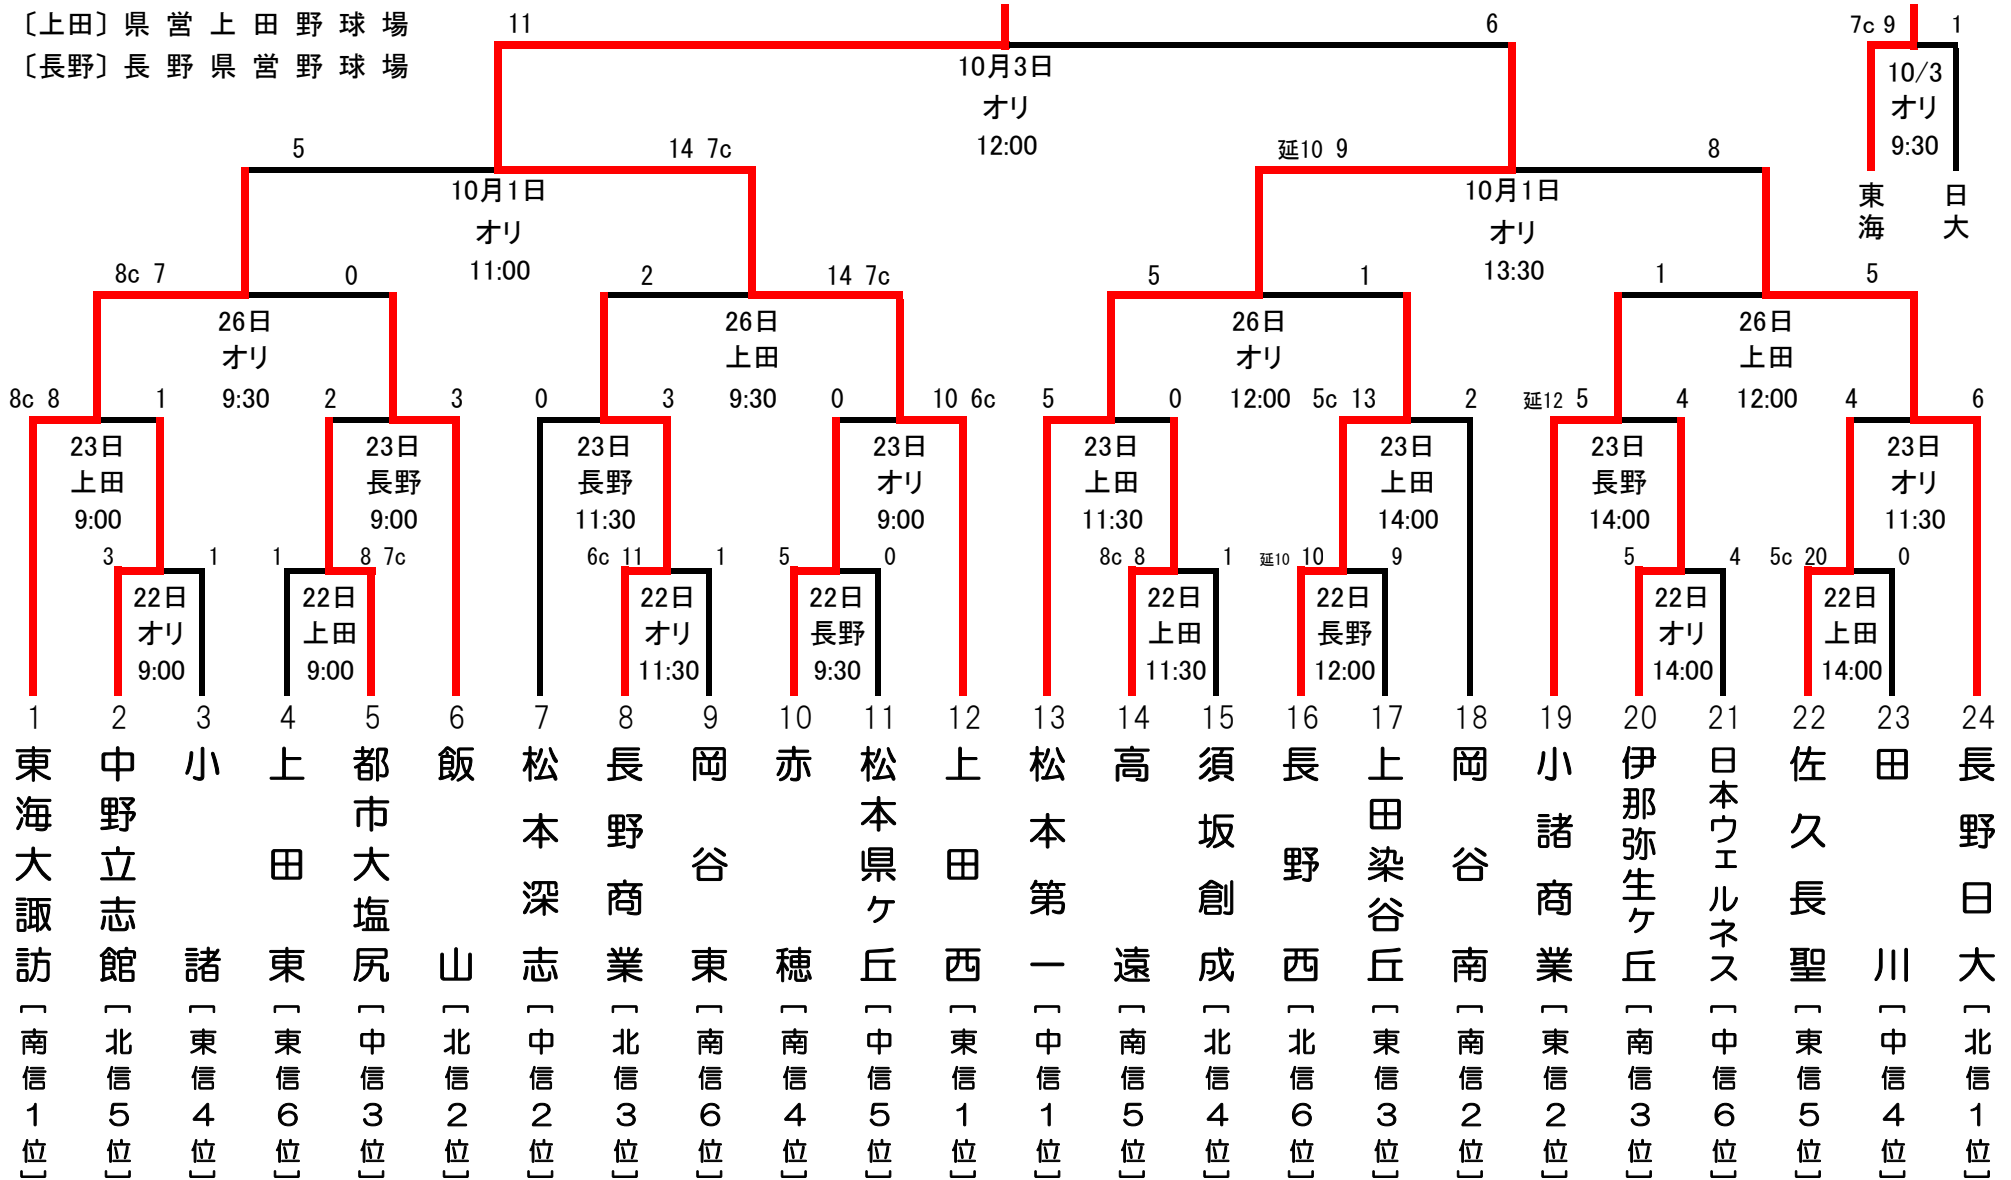 〔上田〕県営上田野球場
〔長野〕長野県営野球場
11
6
7c 9
1
10月3日
オリ
12:00
10/3
オリ
9:30
東海
日大
5
14 7c
延10 9
8
10月1日
オリ
11:00
10月1日
オリ
13:30
8c 7
0
2
14 7c
5
1
1
5
26日
オリ
9:30
26日
上田
9:30
26日
オリ
12:00
26日
上田
12:00
8c 8
1
2
3
0
3
0
10 6c
5
0
5c 13
2
延12 5
4
4
6
23日
上田
9:00
23日
長野
9:00
23日
長野
11:30
23日
オリ
9:00
23日
上田
11:30
23日
上田
14:00
23日
長野
14:00
23日
オリ
11:30
3
1
1
8 7c
6c 11
1
5
0
8c 8
1
延10 10
9
5
4
5c 20
0
22日
オリ
9:00
22日
上田
9:00
22日
オリ
11:30
22日
長野
9:30
22日
上田
11:30
22日
長野
12:00
22日
オリ
14:00
22日
上田
14:00
1
東海大諏訪
[南信1位]
2
中野立志館
[北信5位]
3
小諸
[東信4位]
4
上田東
[東信6位]
5
都市大塩尻
[中信3位]
6
飯山
[北信2位]
7
松本深志
[中信2位]
8
長野商業
[北信3位]
9
岡谷東
[南信6位]
10
赤穂
[南信4位]
11
松本県ケ丘
[中信5位]
12
上田西
[東信1位]
13
松本第一
[中信1位]
14
高遠
[南信5位]
15
須坂創成
[北信4位]
16
長野西
[北信6位]
17
上田染谷丘
[東信3位]
18
岡谷南
[南信2位]
19
小諸商業
[東信2位]
20
伊那弥生ケ丘
[南信3位]
21
日本ウェルネス
[中信6位]
22
佐久長聖
[東信5位]
23
田川
[中信4位]
24
長野日大
[北信1位]